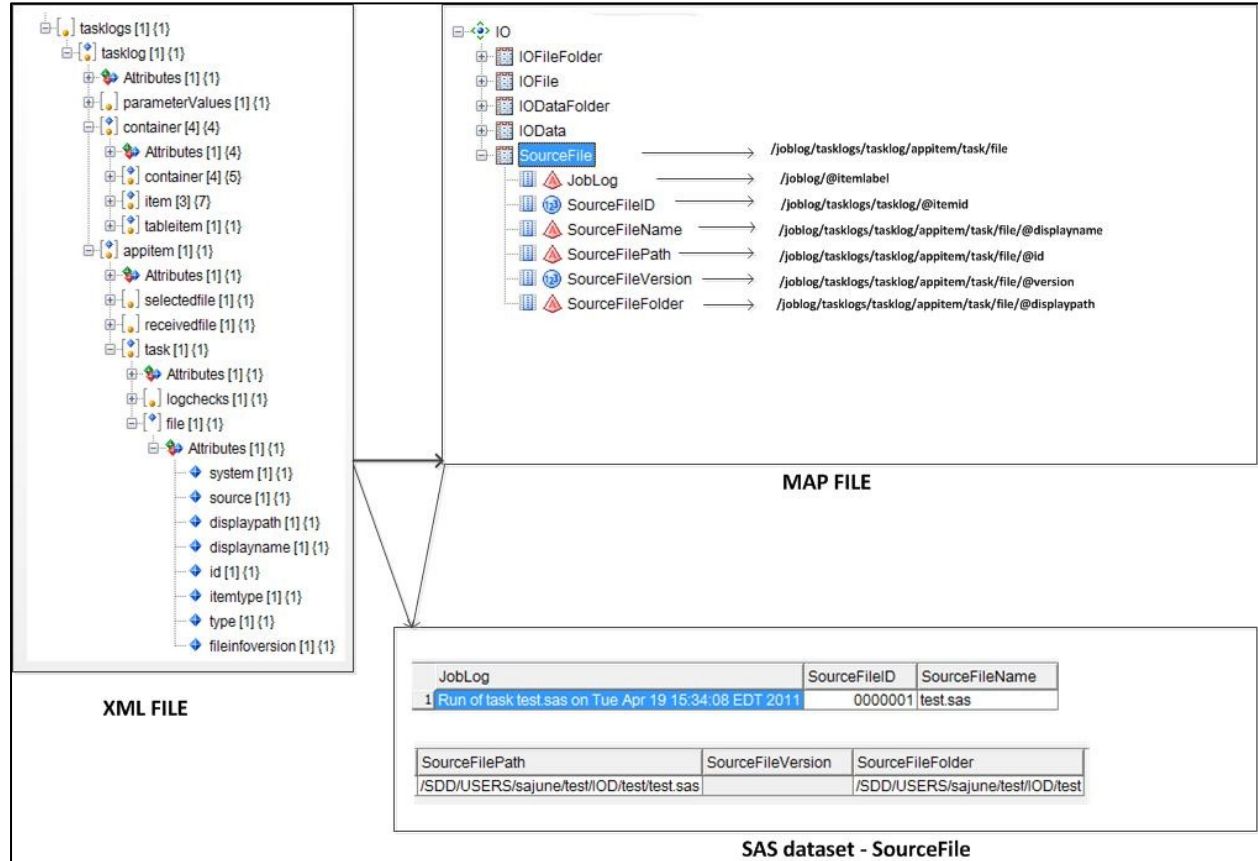 tasklogs [1] {1}
tasklog [1] {1}
Attributes [1] {1}
parameterValues [1] {1}
container [4] {4}
Attributes [1] {4}
container [4] {5}
item [3] {7}
tableitem [1] {1}
appitem [1] {1}
Attributes [1] {1}
selectedfile [1] {1}
receivedfile [1] {1}
task [1] {1}
Attributes [1] {1}
logchecks [1] {1}
file [1] {1}
Attributes [1] {1}
system [1] {1}
source [1] {1}
displaypath [1] {1}
displayname [1] {1}
id [1] {1}
itemtype [1] {1}
type [1] {1}
fileinfoversion [1] {1}
XML FILE
IO
IOFileFolder
IOFile
IODataFolder
IOData
SourceFile /joblog/tasklogs/tasklog/appitem/task/file
JobLog /joblog/@itemlabel
123 SourceFileID /joblog/tasklogs/tasklog/@itemid
SourceFileName /joblog/tasklogs/tasklog/appitem/task/file/@displayname
SourceFilePath /joblog/tasklogs/tasklog/appitem/task/file/@id
123 SourceFileVersion /joblog/tasklogs/tasklog/appitem/task/file/@version
SourceFileFolder /joblog/tasklogs/tasklog/appitem/task/file/@displaypath
MAP FILE
JobLog SourceFileID SourceFileName
1 Run of task test.sas on Tue Apr 19 15:34:08 EDT 2011 0000001 test.sas
SourceFilePath SourceFileVersion SourceFileFolder
/SDD/USERS/sajune/test/IOD/test/test.sas /SDD/USERS/sajune/test/IOD/test
SAS dataset - SourceFile